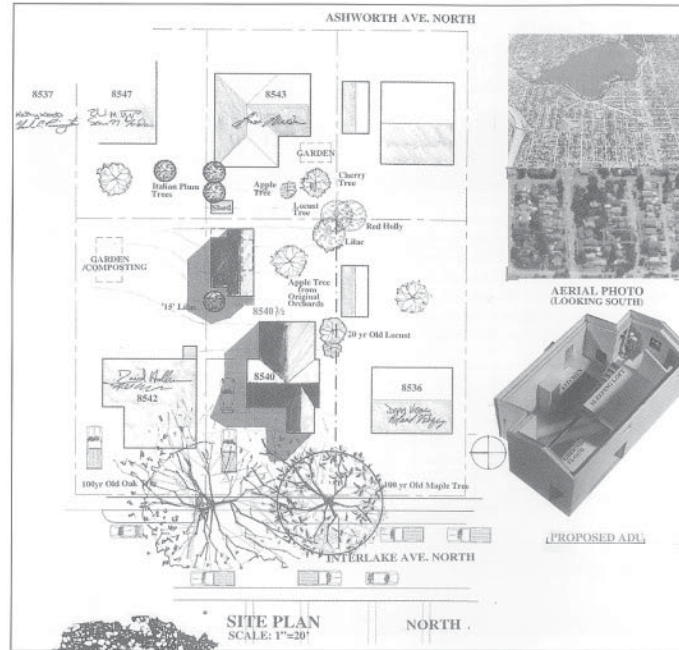 ASHWORTH AVE. NORTH
8537
8547
8543
GARDEN
Italian Plum
Trees
Shed
Apple
Tree
Cherry
Tree
Locust
Tree
Red Holly
Lilac
GARDEN
/COMPOSTING
'15' Lilac
Apple Tree
from
Original
Orchards
8540 ½
20 yr Old Locust
AERIAL PHOTO
(LOOKING SOUTH)
8542
8540
8536
100yr Old Oak Tree
100 yr Old Maple Tree
KITCHEN
SLEEPING LOFT
PROPOSED ADU
INTERLAKE AVE. NORTH
SITE PLAN
SCALE: 1"=20'
NORTH